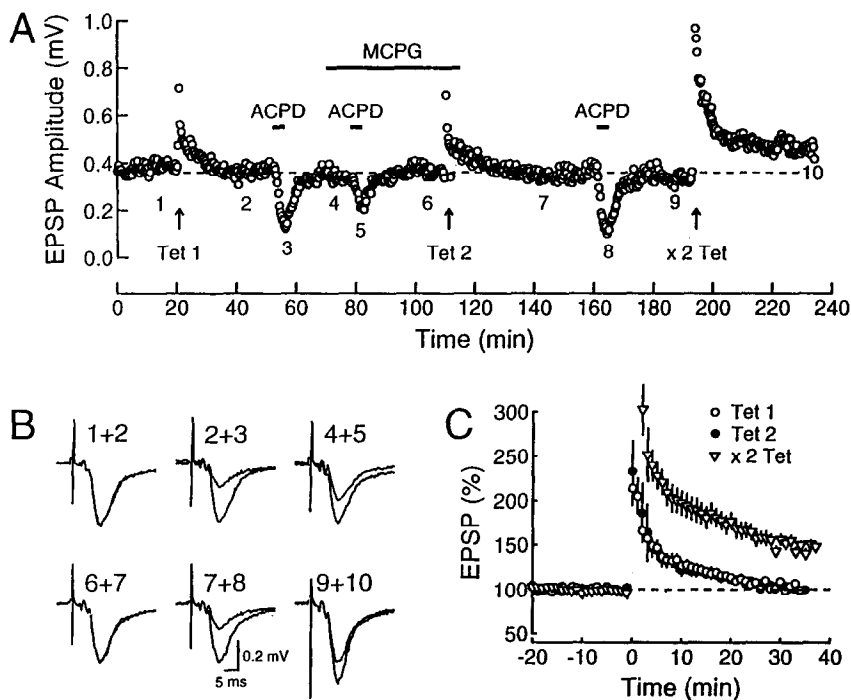 A
EPSP Amplitude (mV)
1.0
0.8
0.6
0.4
0.2
0.0
MCPG
ACPD
ACPD
ACPD
1
2
3
4
5
6
7
8
9
10
Tet 1
Tet 2
x 2 Tet
0 20 40 60 80 100 120 140 160 180 200 220 240
Time (min)
B
1+2
2+3
4+5
6+7
7+8
9+10
0.2 mV
5 ms
C
EPSP (%)
300
250
200
150
100
50
Tet 1
Tet 2
x 2 Tet
-20 -10 0 10 20 30 40
Time (min)